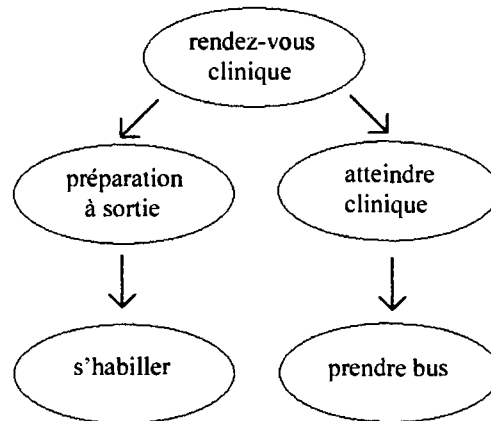 rendez-vous
clinique
préparation
à sortie
atteindre
clinique
s'habiller
prendre bus